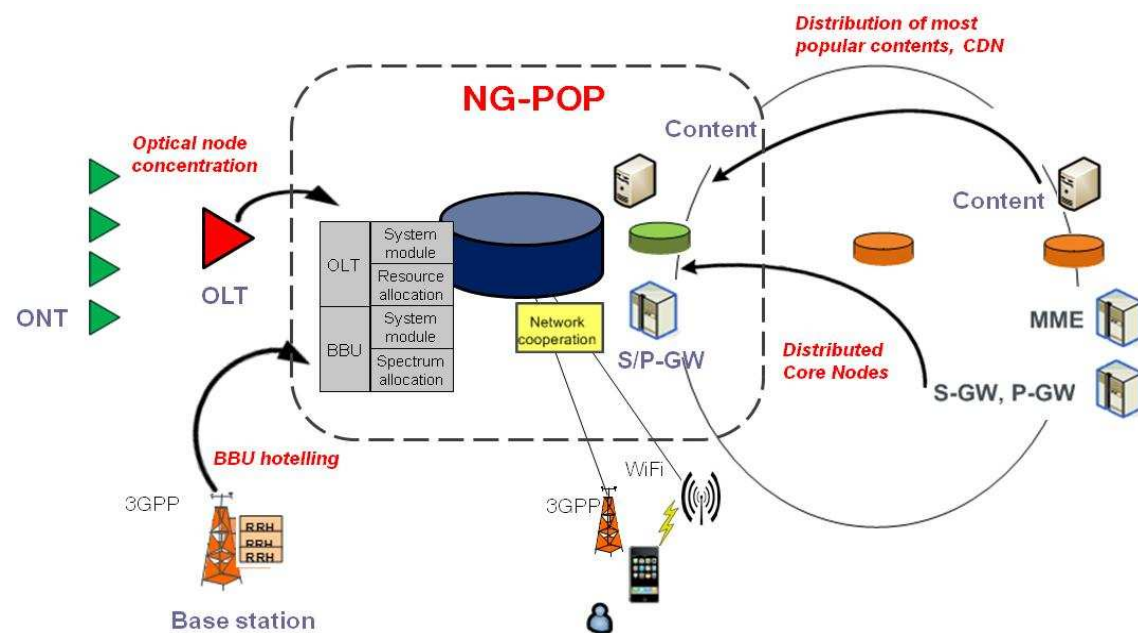 Distribution of most
popular contents, CDN
NG-POP
Content
Optical node
concentration
Content
OLT
System
module
Resource
allocation
BBU
System
module
Spectrum
allocation
ONT
OLT
Network
cooperation
S/P-GW
MME
Distributed
Core Nodes
S-GW, P-GW
BBU hotelling
WiFi
3GPP
3GPP
RRH
RRH
RRH
Base station